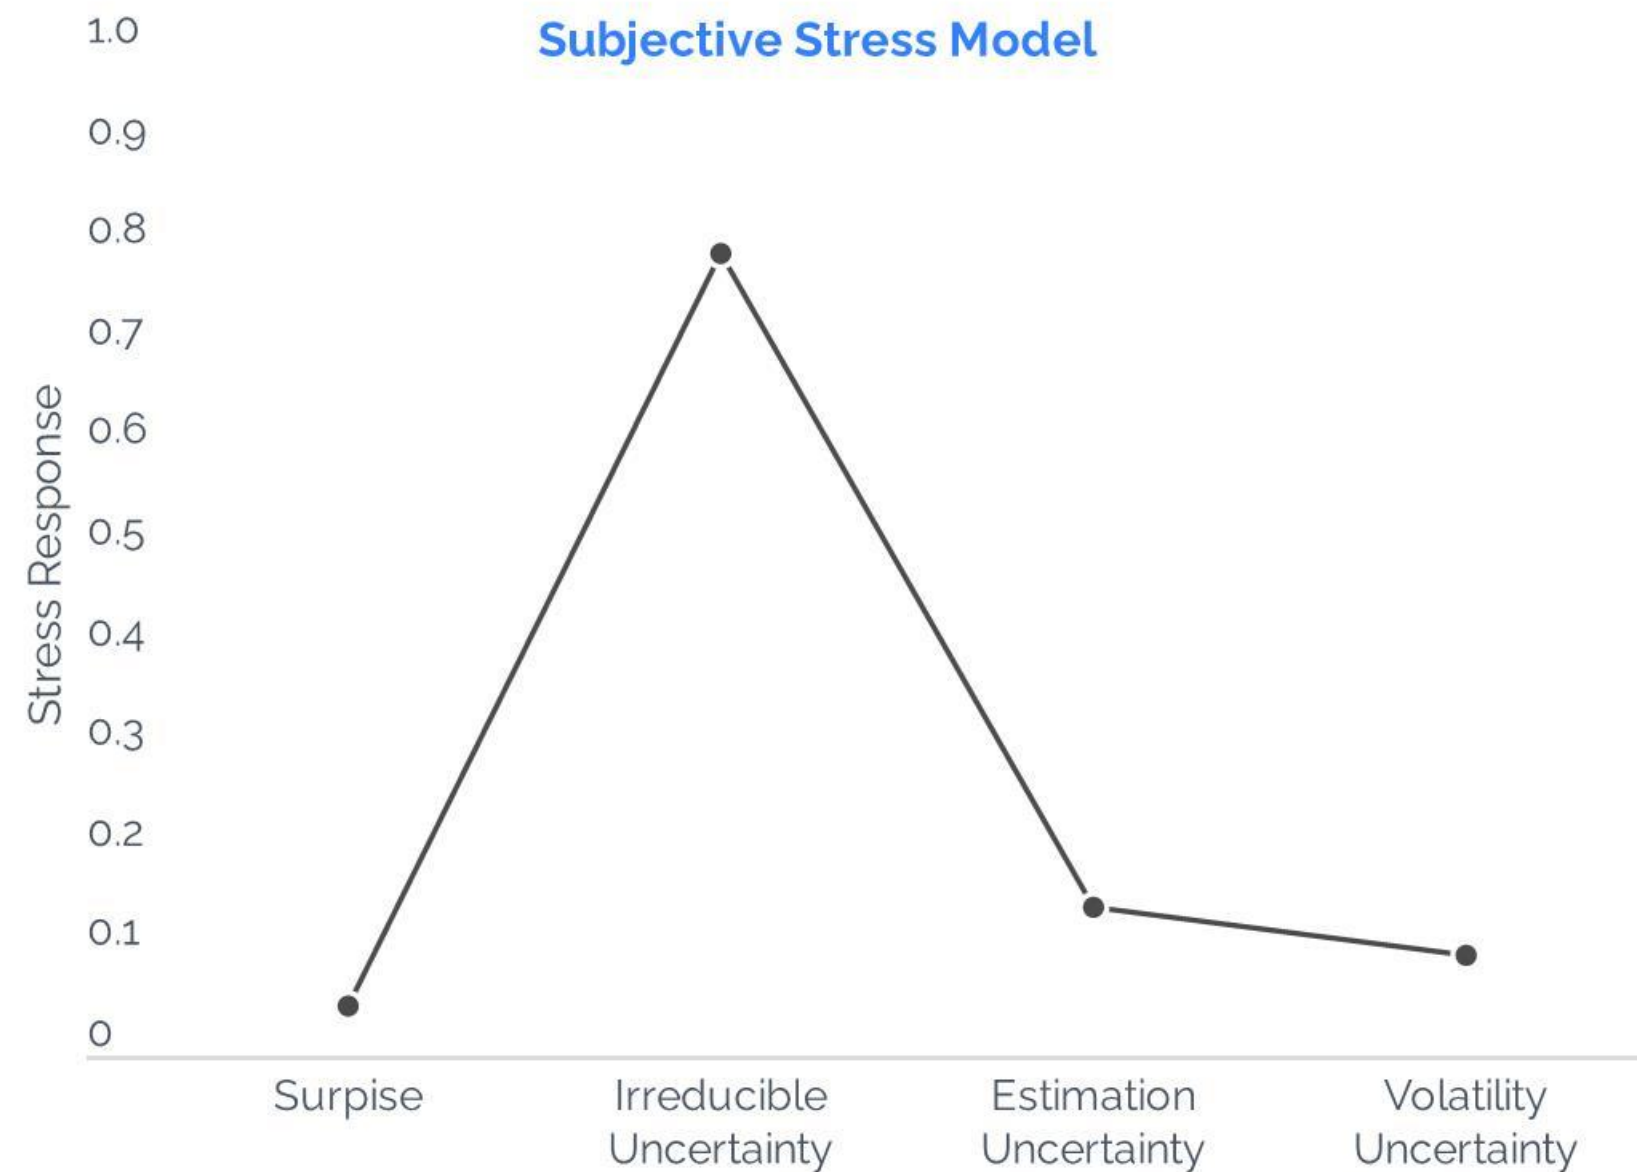 Subjective Stress Model
1.0
0.9
0.8
0.7
0.6
0.5
0.4
0.3
0.2
0.1
0
Stress Response
Surpise
Irreducible
Uncertainty
Estimation
Uncertainty
Volatility
Uncertainty